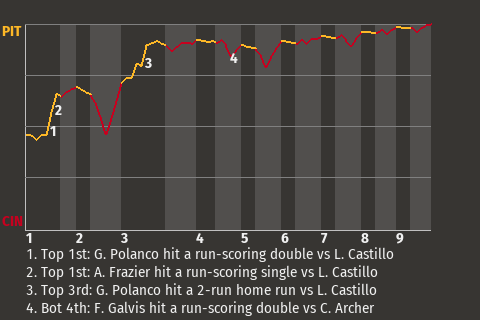 PIT
3
4
2
1
CIN
1 2 3 4 5 6 7 8 9
1. Top 1st: G. Polanco hit a run-scoring double vs L. Castillo
2. Top 1st: A. Frazier hit a run-scoring single vs L. Castillo
3. Top 3rd: G. Polanco hit a 2-run home run vs L. Castillo
4. Bot 4th: F. Galvis hit a run-scoring double vs C. Archer